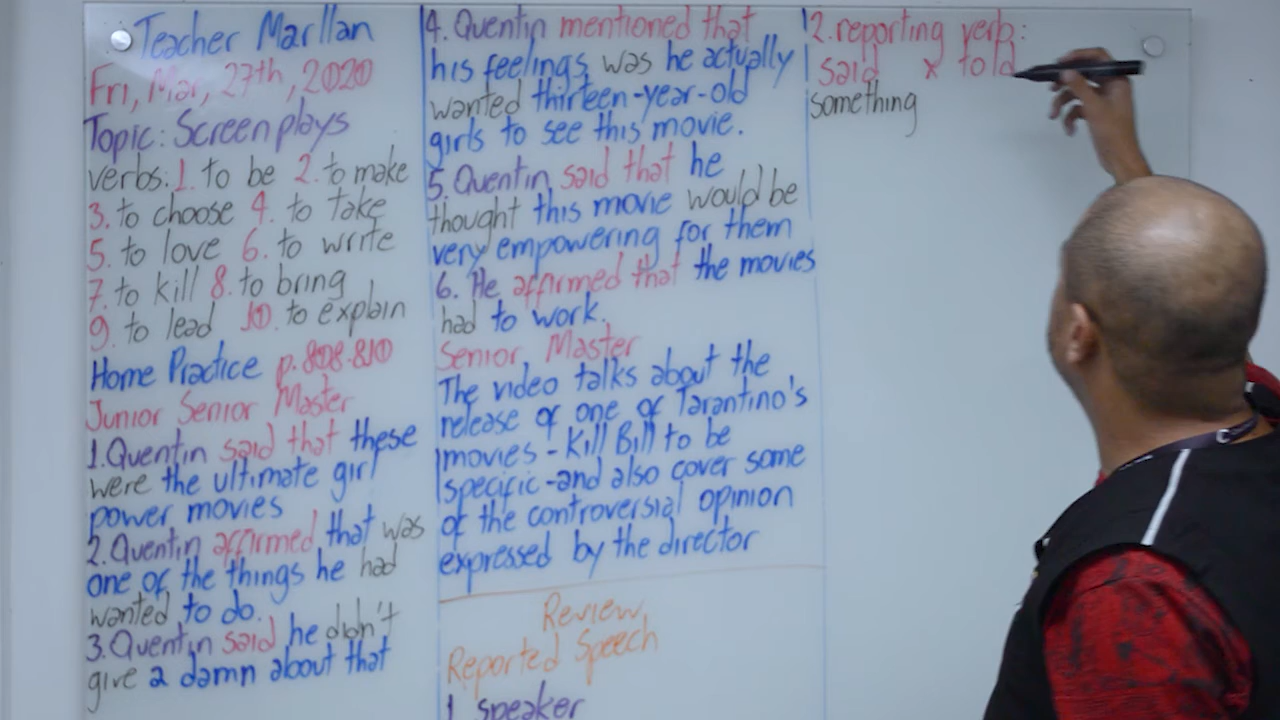 Teacher Marllan
Fri, Mar, 27th, 2020
Topic: Screenplays
verbs: 1. to be 2. to make
3. to choose 4. to take
5. to love 6. to write
7. to kill 8. to bring
9. to lead 10. to explain
Home Practice p. 808-810
Junior Senior Master
1. Quentin said that these
were the ultimate girl
power movies
2. Quentin affirmed that was
one of the things he had
wanted to do.
3. Quentin said he didn't
give a damn about that
4. Quentin mentioned that
his feelings was he actually
wanted thirteen-year-old
girls to see this movie.
5. Quentin said that he
thought this movie would be
very empowering for them
6. He affirmed that the movies
had to work.
Senior Master
The video talks about the
release of one of Tarantino's
movies - Kill Bill to be
specific - and also cover some
of the controversial opinion
expressed by the director
Review
Reported Speech
1. speaker
2. reporting verb:
said x told
something